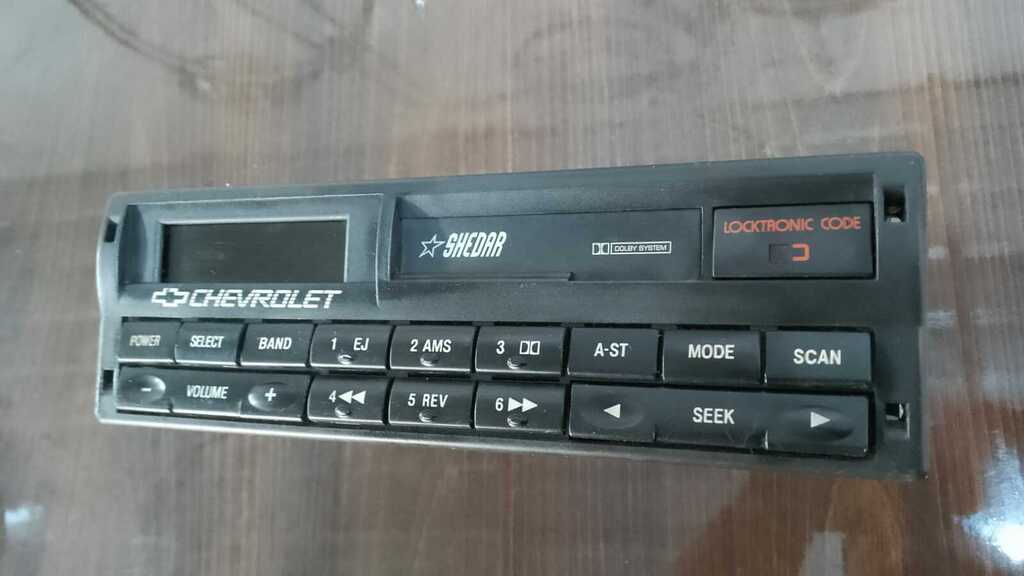 SHEDAR
DOLBY SYSTEM
LOCKTRONIC CODE
CHEVROLET
POWER SELECT BAND 1 EJ 2 AMS 3 A-ST MODE SCAN
- VOLUME + 4 5 REV 6 SEEK